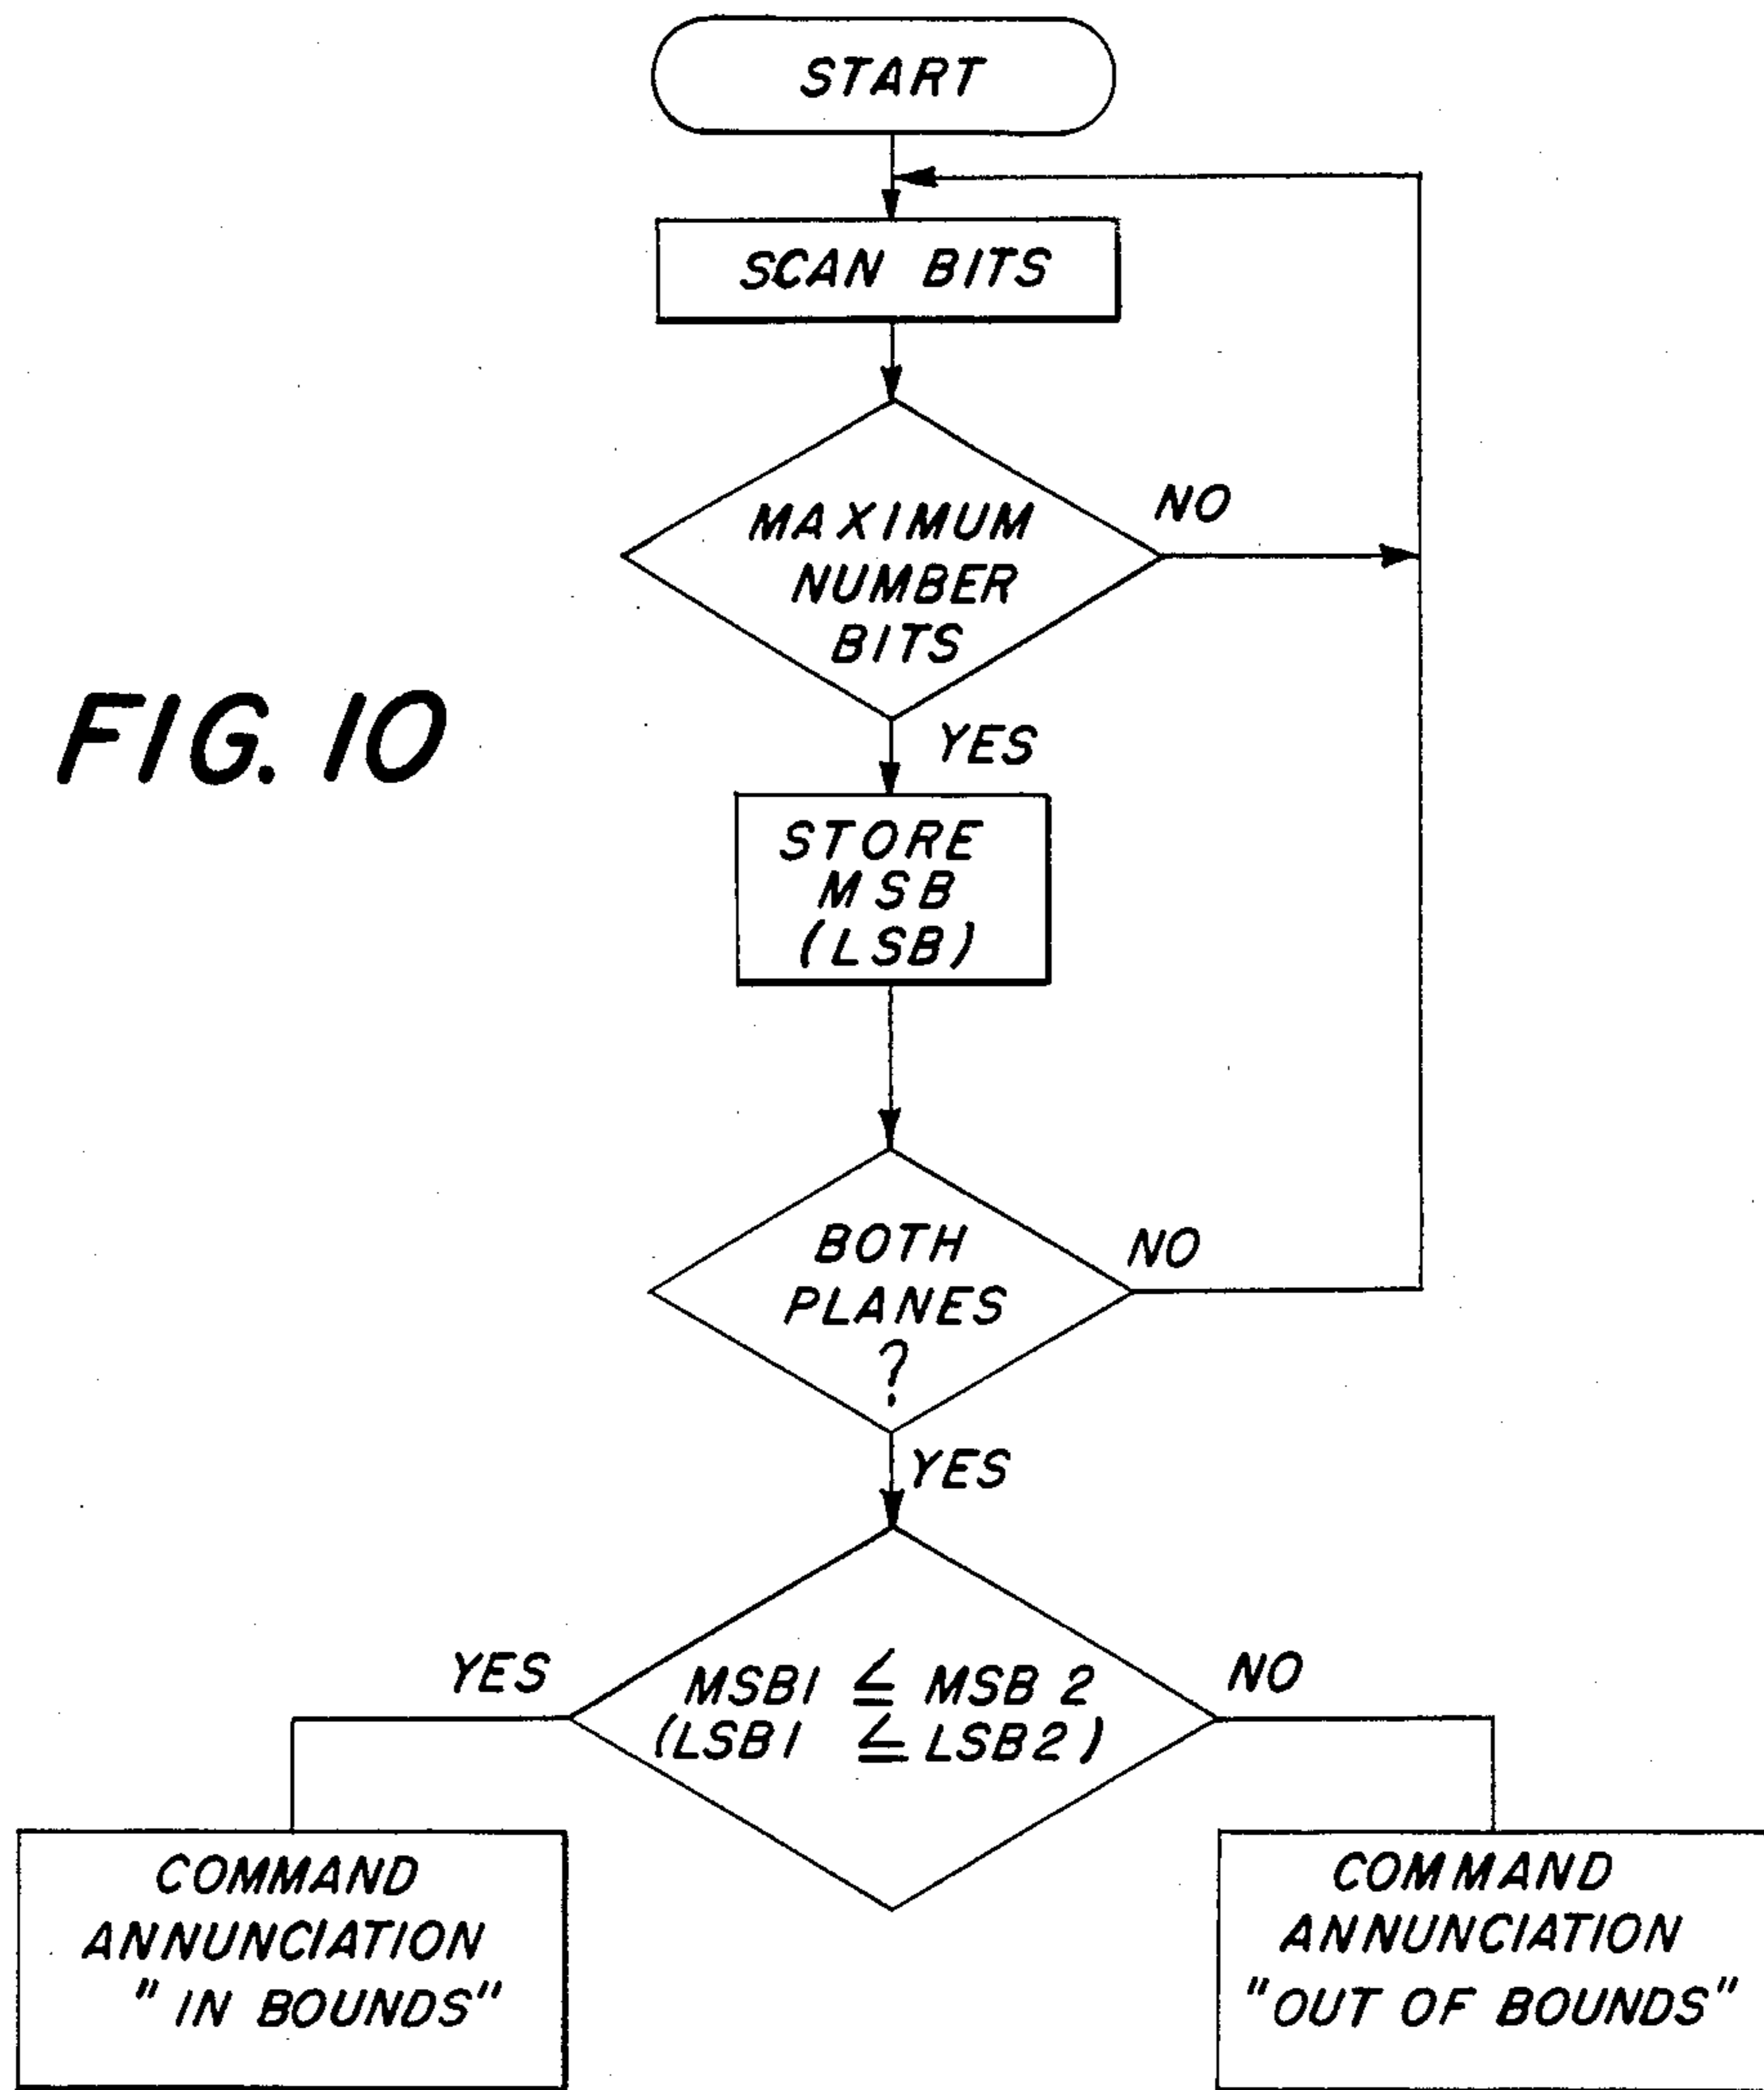 START
SCAN BITS
MAXIMUM
NUMBER
BITS
NO
YES
FIG. 10
STORE
MSB
(LSB)
BOTH
PLANES
?
NO
YES
YES
MSB1 ≦ MSB 2
(LSB1 ≦ LSB2)
NO
COMMAND
ANNUNCIATION
"IN BOUNDS"
COMMAND
ANNUNCIATION
"OUT OF BOUNDS"